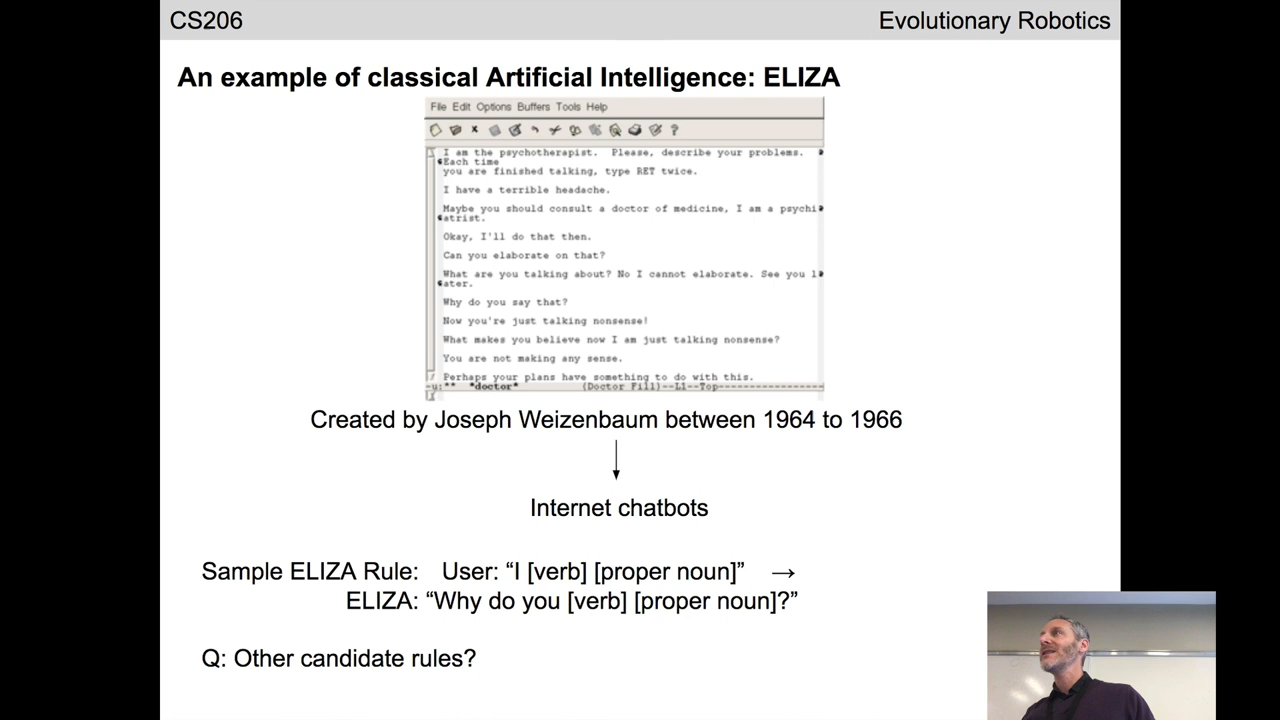 CS206
Evolutionary Robotics
An example of classical Artificial Intelligence: ELIZA
File Edit Options Buffers Tools Help
I am the psychotherapist.  Please, describe your problems.
Each time
you are finished talking, type RET twice.
I have a terrible headache.
Maybe you should consult a doctor of medicine, I am a psychi
atrist.
Okay, I'll do that then.
Can you elaborate on that?
What are you talking about? No I cannot elaborate. See you l
ater.
Why do you say that?
Now you're just talking nonsense!
What makes you believe now I am just talking nonsense?
You are not making any sense.
Perhaps your plans have something to do with this.
-u:** *doctor* (Doctor Fill)--L1--Top
Created by Joseph Weizenbaum between 1964 to 1966
Internet chatbots
Sample ELIZA Rule: User: “I [verb] [proper noun]” →
ELIZA: “Why do you [verb] [proper noun]?”
Q: Other candidate rules?